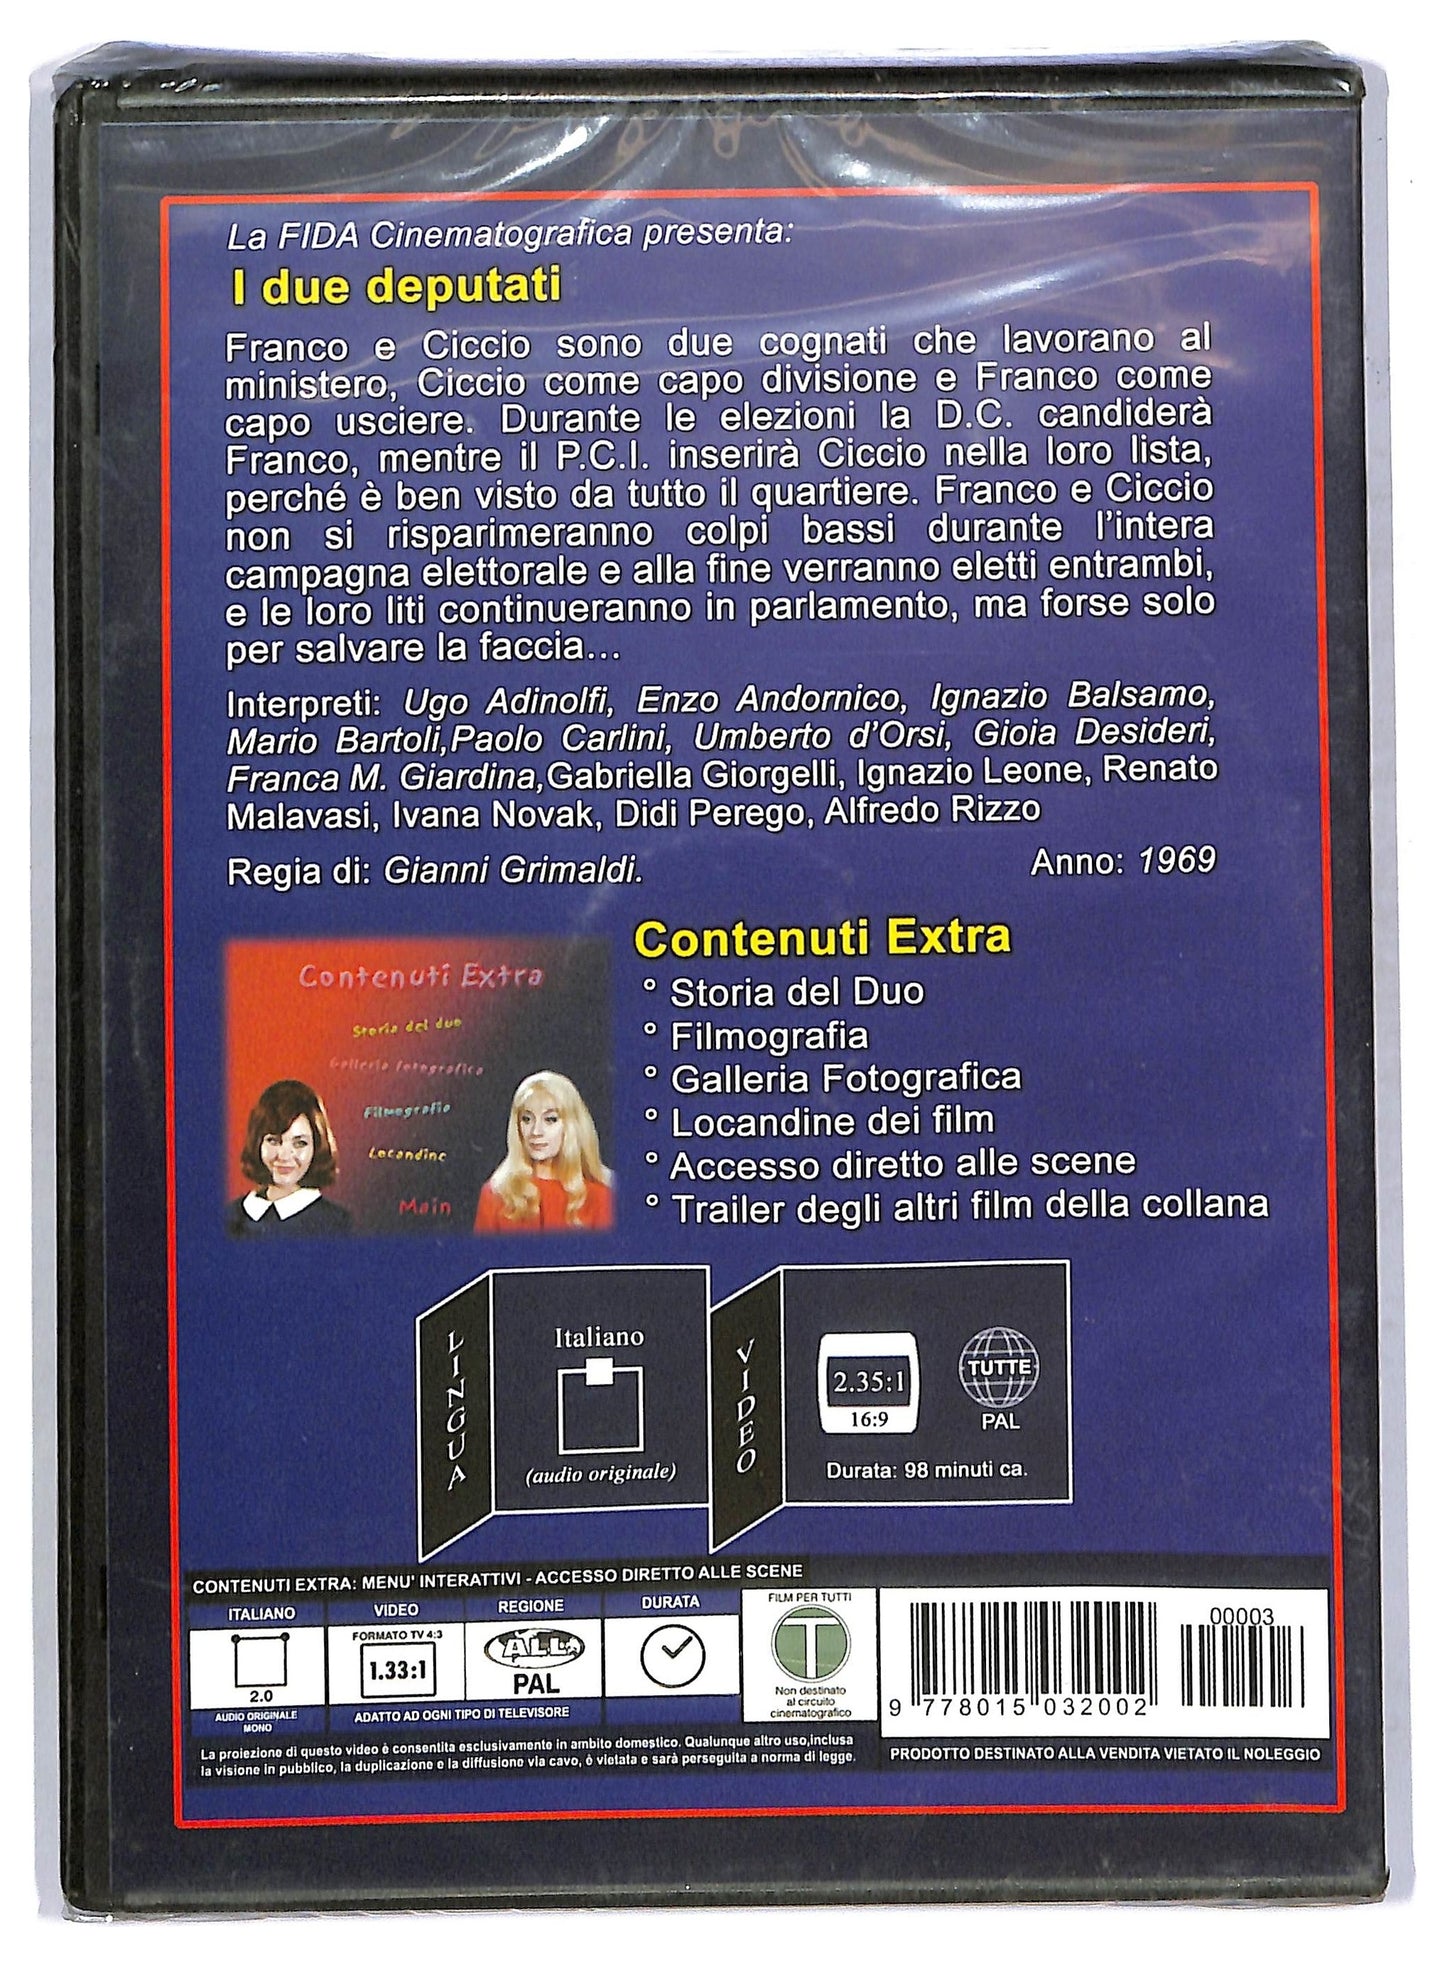 La FIDA Cinematografica presenta:
I due deputati
Franco e Ciccio sono due cognati che lavorano al
ministero, Ciccio come capo divisione e Franco come
capo usciere. Durante le elezioni la D.C. candiderà
Franco, mentre il P.C.I. inserirà Ciccio nella loro lista,
perché è ben visto da tutto il quartiere. Franco e Ciccio
non si risparimeranno colpi bassi durante l'intera
campagna elettorale e alla fine verranno eletti entrambi,
e le loro liti continueranno in parlamento, ma forse solo
per salvare la faccia...
Interpreti: Ugo Adinolfi, Enzo Andornico, Ignazio Balsamo,
Mario Bartoli,Paolo Carlini, Umberto d'Orsi, Gioia Desideri,
Franca M. Giardina,Gabriella Giorgelli, Ignazio Leone, Renato
Malavasi, Ivana Novak, Didi Perego, Alfredo Rizzo
Regia di: Gianni Grimaldi. Anno: 1969
Contenuti Extra
° Storia del Duo
° Filmografia
° Galleria Fotografica
° Locandine dei film
° Accesso diretto alle scene
° Trailer degli altri film della collana
Contenuti Extra
Storia del duo
Galleria fotografica
Filmografia
Locandine
Main
LINGUA
Italiano
(audio originale)
VIDEO
2.35:1
16:9
TUTTE
PAL
Durata: 98 minuti ca.
CONTENUTI EXTRA: MENU' INTERATTIVI - ACCESSO DIRETTO ALLE SCENE
ITALIANO
2.0
AUDIO ORIGINALE
MONO
VIDEO
FORMATO TV 4:3
1.33:1
REGIONE
ALL
PAL
DURATA
ADATTO AD OGNI TIPO DI TELEVISORE
FILM PER TUTTI
T
Non destinato
al circuito
cinematografico
00003
9 778015 032002
La proiezione di questo video è consentita esclusivamente in ambito domestico. Qualunque altro uso,inclusa
la visione in pubblico, la duplicazione e la diffusione via cavo, è vietata e sarà perseguita a norma di legge.
PRODOTTO DESTINATO ALLA VENDITA VIETATO IL NOLEGGIO